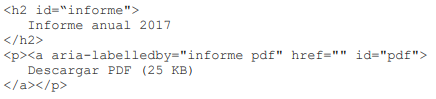 <h2 id=“informe">
Informe anual 2017
</h2>
<p><a aria-labelledby="informe pdf" href="" id="pdf">
Descargar PDF (25 KB)
</a></p>